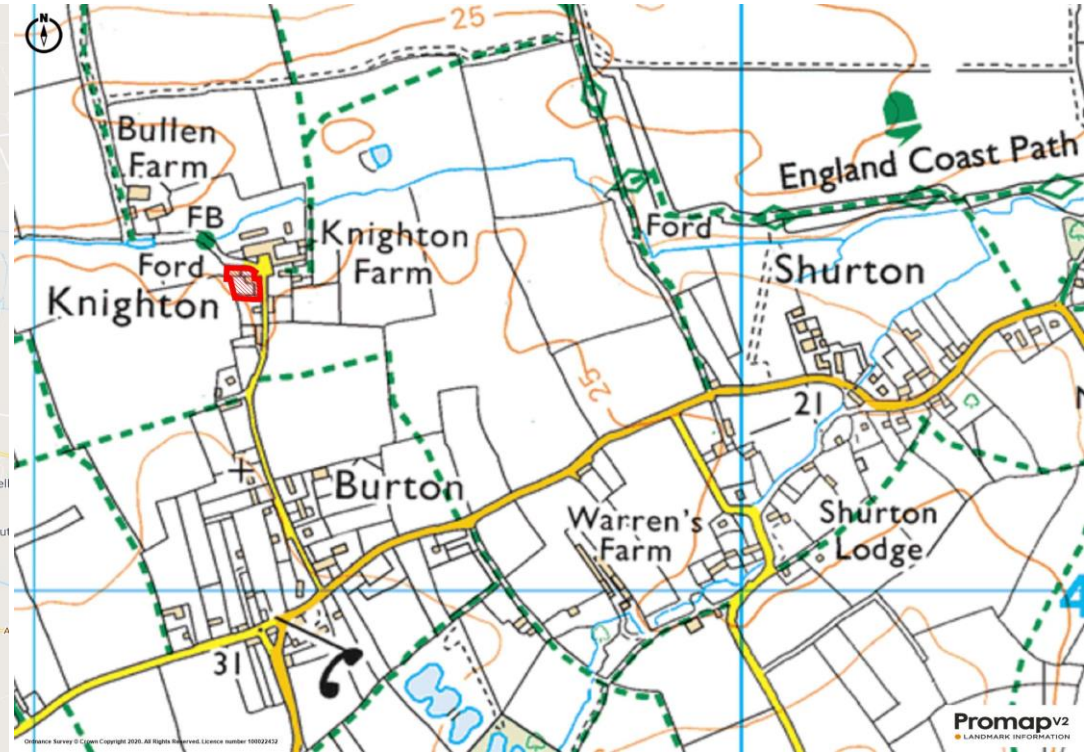 N
25
Bullen
Farm
England Coast Path
FB
Knighton
Farm
Ford
Ford
Knighton
Shurton
25
21
Burton
Warren's
Farm
Shurton
Lodge
31
Promap V2
LANDMARK INFORMATION
Ordnance Survey © Crown Copyright 2020. All Rights Reserved. Licence number 100022432